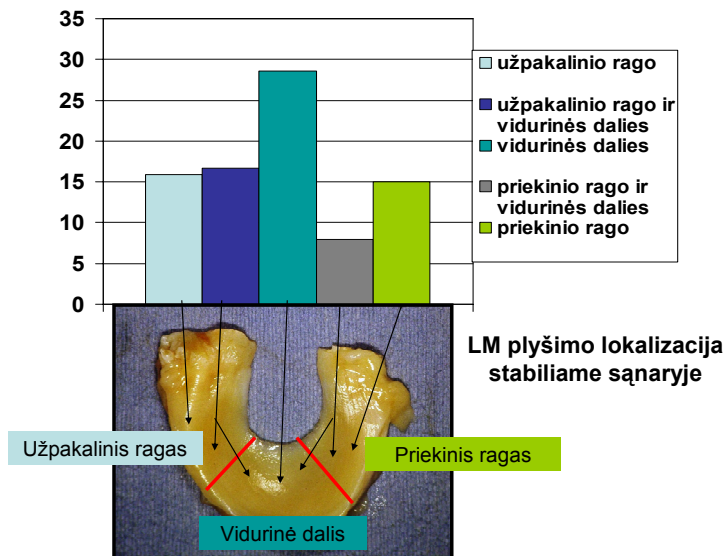 35
30
25
20
15
10
5
0
užpakalinio rago
užpakalinio rago ir
vidurinės dalies
vidurinės dalies
priekinio rago ir
vidurinės dalies
priekinio rago
LM plyšimo lokalizacija
stabiliame sąnaryje
Užpakalinis ragas
Priekinis ragas
Vidurinė dalis